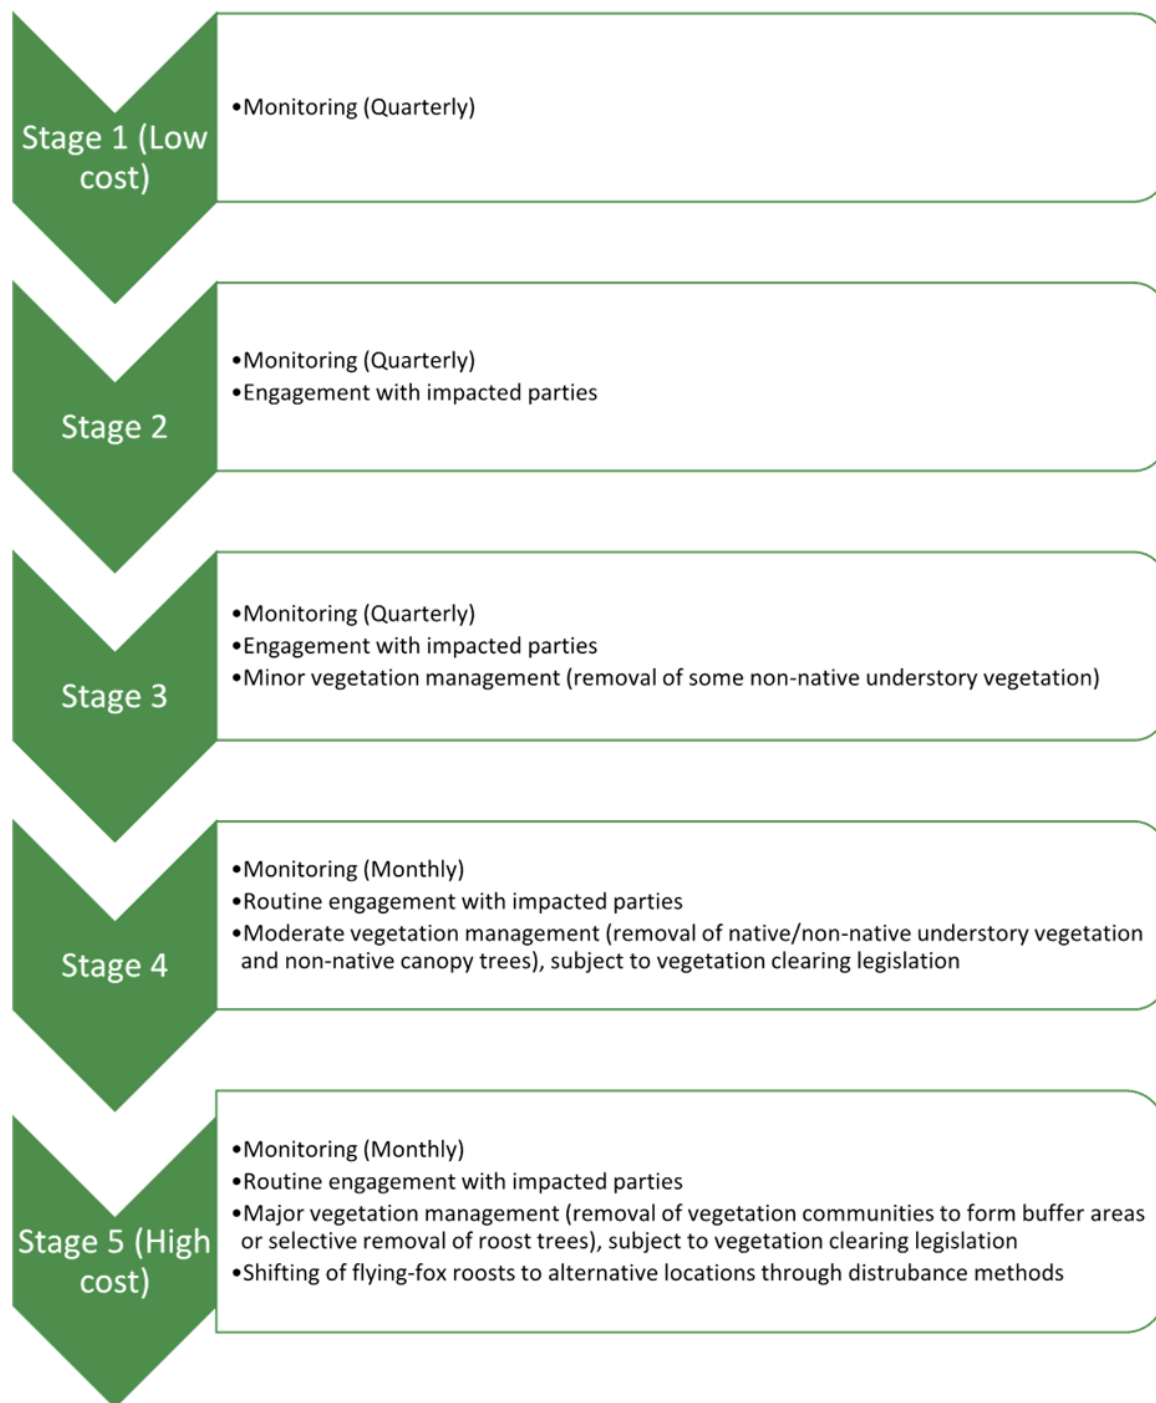 Stage 1 (Low
cost)
•Monitoring (Quarterly)
Stage 2
•Monitoring (Quarterly)
•Engagement with impacted parties
Stage 3
•Monitoring (Quarterly)
•Engagement with impacted parties
•Minor vegetation management (removal of some non-native understory vegetation)
Stage 4
•Monitoring (Monthly)
•Routine engagement with impacted parties
•Moderate vegetation management (removal of native/non-native understory vegetation
and non-native canopy trees), subject to vegetation clearing legislation
Stage 5 (High
cost)
•Monitoring (Monthly)
•Routine engagement with impacted parties
•Major vegetation management (removal of vegetation communities to form buffer areas
or selective removal of roost trees), subject to vegetation clearing legislation
•Shifting of flying-fox roosts to alternative locations through distrubance methods